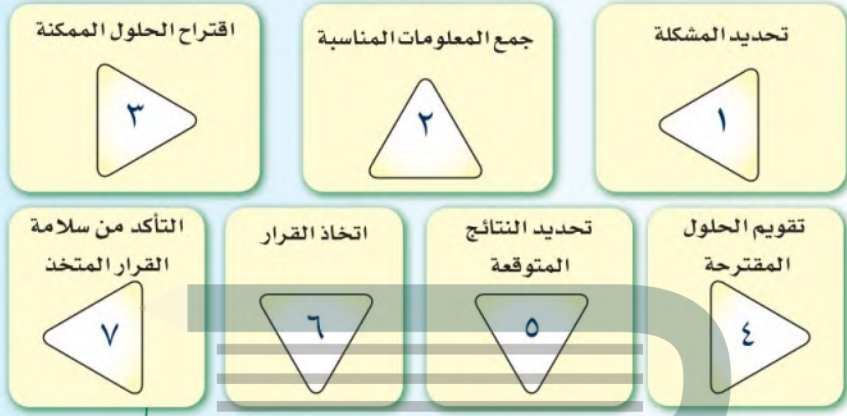 تحديد المشكلة
١
جمع المعلومات المناسبة
٢
اقتراح الحلول الممكنة
٣
تقويم الحلول
المقترحة
٤
تحديد النتائج
المتوقعة
٥
اتخاذ القرار
٦
التأكد من سلامة
القرار المتخذ
٧